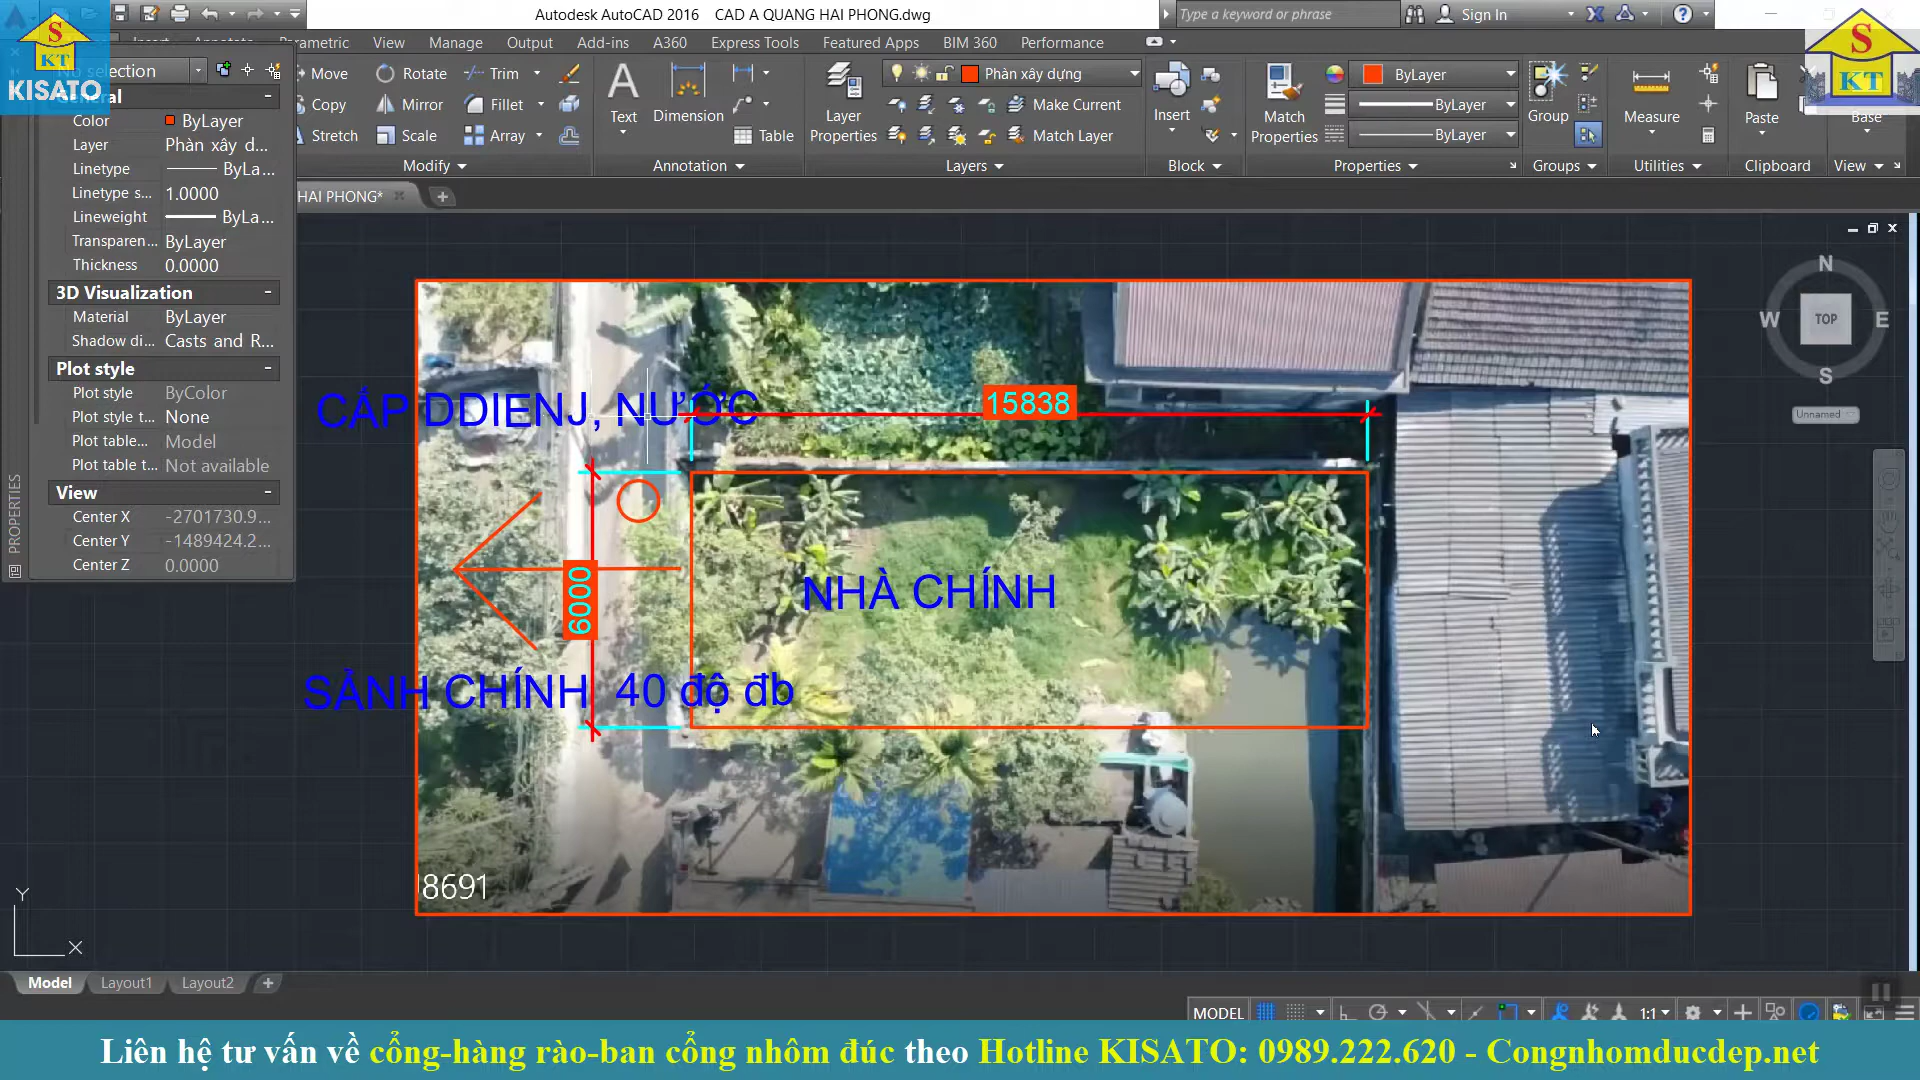 Autodesk AutoCAD 2016 CAD A QUANG HAI PHONG.dwg
Type a keyword or phrase
Sign In
Parametric View Manage Output Add-ins A360 Express Tools Featured Apps BIM 360 Performance
S
KT
KISATO
S
KT
No selection
Move Rotate Trim
Copy Mirror Fillet
Stretch Scale Array
Modify
Text
Dimension
Table
Annotation
Layer
Properties
Phàn xây dựng
Make Current
Match Layer
Layers
Insert
Block
Match
Properties
ByLayer
ByLayer
ByLayer
Properties
Group
Groups
Measure
Utilities
Paste
Clipboard
Base
View
HAI PHONG*
General
Color ByLayer
Layer Phàn xây d...
Linetype ByLa...
Linetype s... 1.0000
Lineweight ByLa...
Transparen... ByLayer
Thickness 0.0000
3D Visualization
Material ByLayer
Shadow di... Casts and R...
Plot style
Plot style ByColor
Plot style t... None
Plot table... Model
Plot table t... Not available
View
Center X -2701730.9...
Center Y -1489424.2...
Center Z 0.0000
PROPERTIES
N
W TOP E
S
Unnamed
15838
CẤP DDIENJ, NƯỚC
6000
NHÀ CHÍNH
SẢNH CHÍNH 40 độ đb
8691
Y
X
Model Layout1 Layout2
MODEL
1:1
Liên hệ tư vấn về cổng-hàng rào-ban cổng nhôm đúc theo Hotline KISATO: 0989.222.620 - Congnhomducdep.net